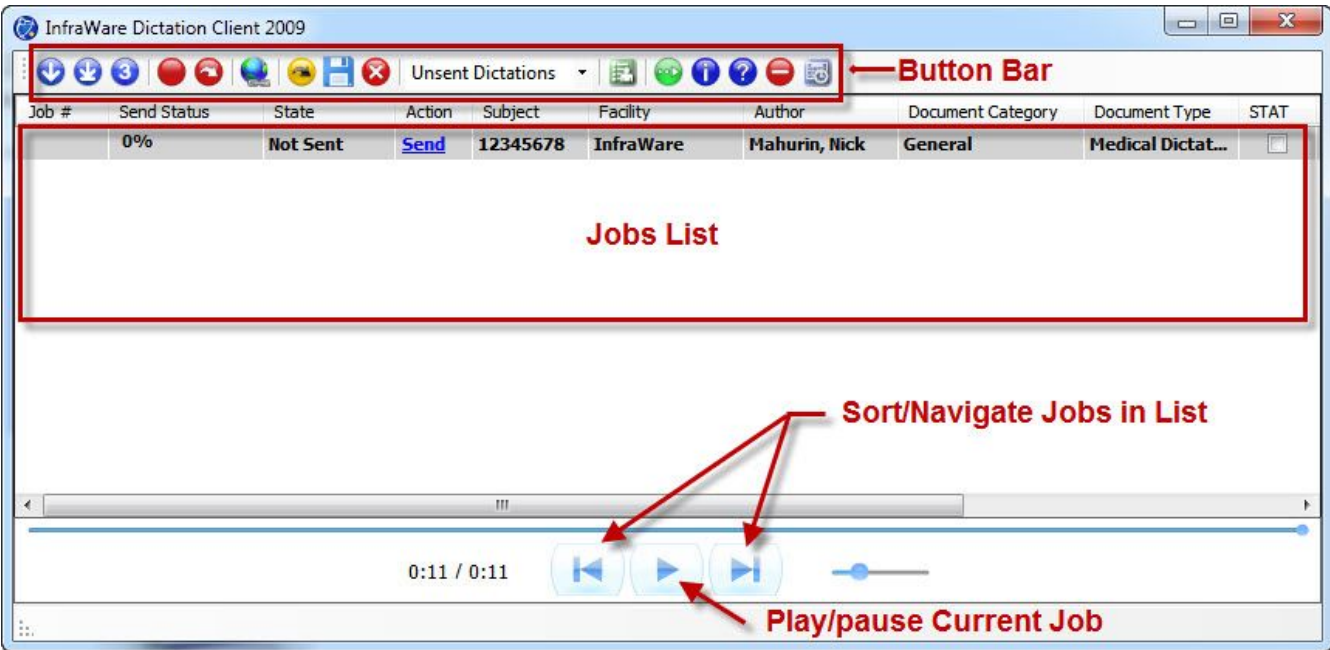 InfraWare Dictation Client 2009
3 Unsent Dictations Button Bar
Job # Send Status State Action Subject Facility Author Document Category Document Type STAT
0% Not Sent Send 12345678 InfraWare Mahurin, Nick General Medical Dictat...
Jobs List
Sort/Navigate Jobs in List
0:11 / 0:11
Play/pause Current Job